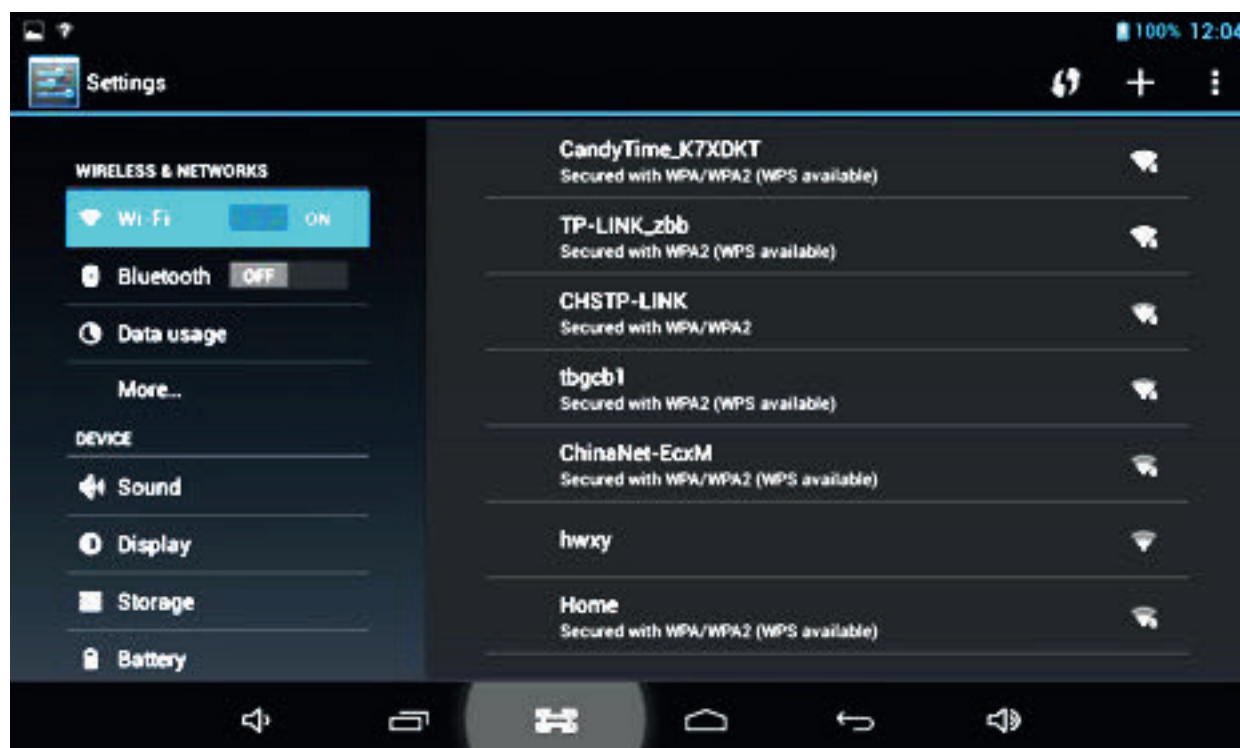 100% 12:04
Settings
WIRELESS & NETWORKS
Wi-Fi ON
Bluetooth OFF
Data usage
More...
DEVICE
Sound
Display
Storage
Battery
CandyTime_K7XDKT
Secured with WPA/WPA2 (WPS available)
TP-LINK_zbb
Secured with WPA2 (WPS available)
CHSTP-LINK
Secured with WPA/WPA2
tbgcb1
Secured with WPA2 (WPS available)
ChinaNet-EcxM
Secured with WPA/WPA2 (WPS available)
hwxy
Home
Secured with WPA/WPA2 (WPS available)